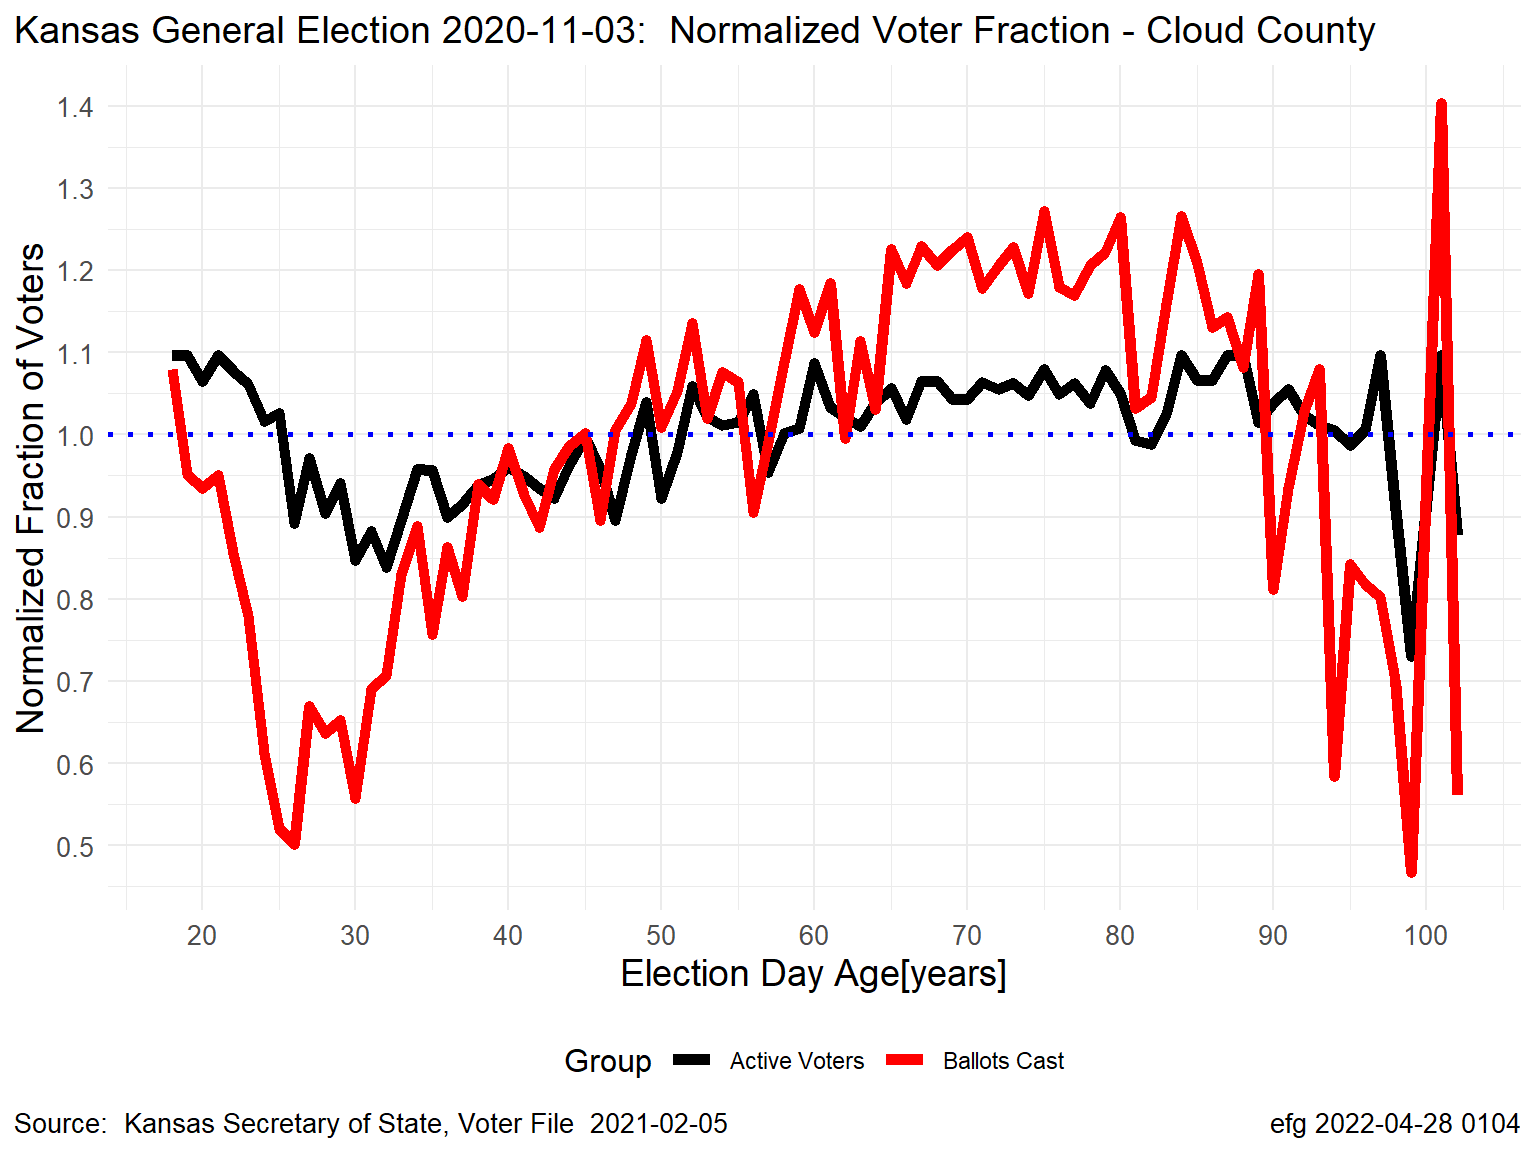 Kansas General Election 2020-11-03:  Normalized Voter Fraction - Cloud County
Normalized Fraction of Voters
1.4
1.3
1.2
1.1
1.0
0.9
0.8
0.7
0.6
0.5
20 30 40 50 60 70 80 90 100
Election Day Age[years]
Group Active Voters Ballots Cast
Source:  Kansas Secretary of State, Voter File  2021-02-05 efg 2022-04-28 0104